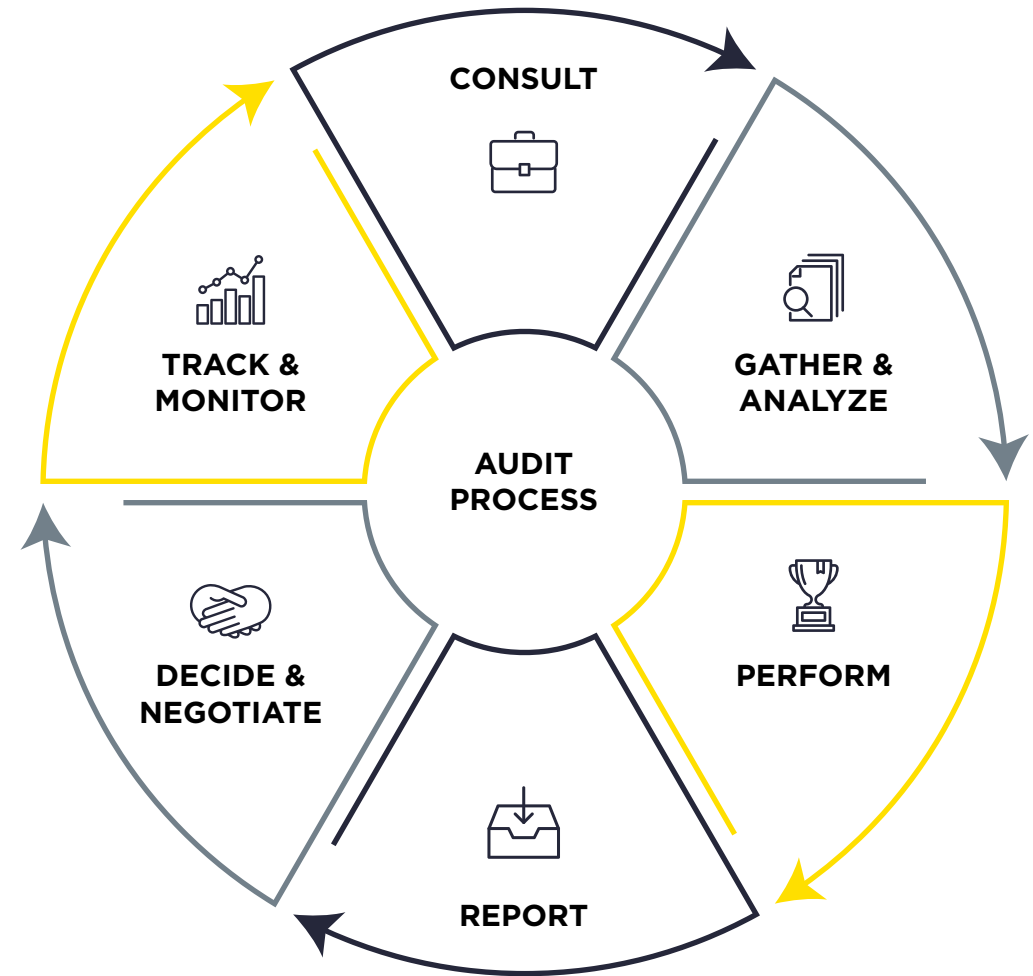 CONSULT
GATHER &
ANALYZE
PERFORM
REPORT
DECIDE &
NEGOTIATE
TRACK &
MONITOR
AUDIT
PROCESS